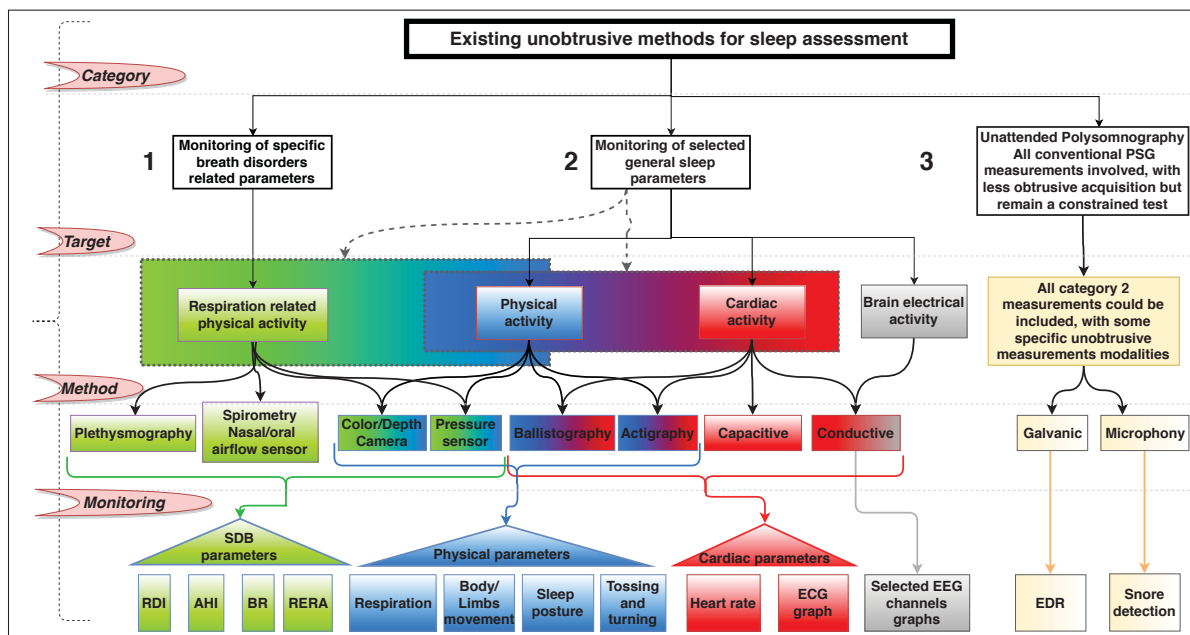 Existing unobtrusive methods for sleep assessment
Category
1
Monitoring of specific
breath disorders
related parameters
2
Monitoring of selected
general sleep
parameters
3
Unattended Polysomnography
All conventional PSG
measurements involved, with
less obtrusive acquisition but
remain a constrained test
Target
Respiration related
physical activity
Physical
activity
Cardiac
activity
Brain electrical
activity
All category 2
measurements could be
included, with some
specific unobtrusive
measurements modalities
Method
Plethysmography
Spirometry
Nasal/oral
airflow sensor
Color/Depth
Camera
Pressure
sensor
Ballistography
Actigraphy
Capacitive
Conductive
Galvanic
Microphony
Monitoring
SDB
parameters
Physical parameters
Cardiac parameters
RDI
AHI
BR
RERA
Respiration
Body/
Limbs
movement
Sleep
posture
Tossing and
turning
Heart rate
ECG
graph
Selected EEG
channels
graphs
EDR
Snore
detection